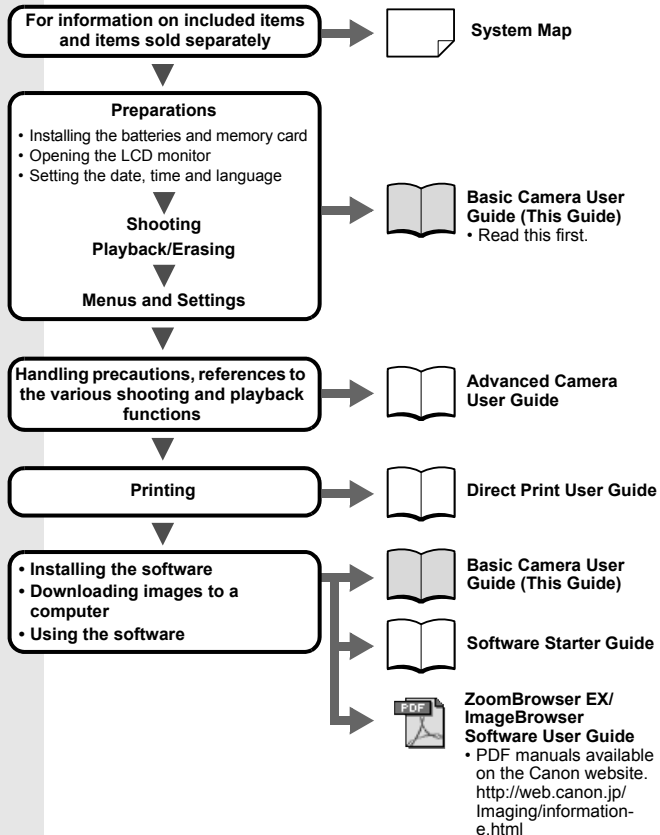 For information on included items
and items sold separately
System Map
Preparations
• Installing the batteries and memory card
• Opening the LCD monitor
• Setting the date, time and language
Shooting
Playback/Erasing
Menus and Settings
Basic Camera User
Guide (This Guide)
• Read this first.
Handling precautions, references to
the various shooting and playback
functions
Advanced Camera
User Guide
Printing
Direct Print User Guide
• Installing the software
• Downloading images to a
computer
• Using the software
Basic Camera User
Guide (This Guide)
Software Starter Guide
PDF
ZoomBrowser EX/
ImageBrowser
Software User Guide
• PDF manuals available
on the Canon website.
http://web.canon.jp/
Imaging/information-
e.html